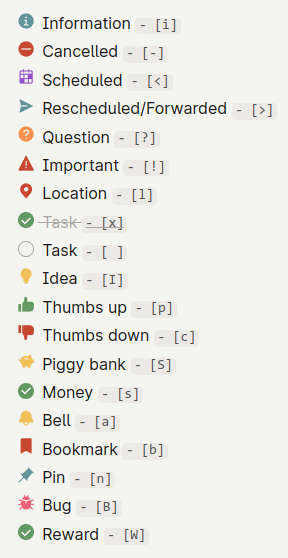 Information - [i]
Cancelled - [-]
Scheduled - [<]
Rescheduled/Forwarded - [>]
Question - [?]
Important - [!]
Location - [l]
Task - [x]
Task - [ ]
Idea - [I]
Thumbs up - [p]
Thumbs down - [c]
Piggy bank - [S]
Money - [s]
Bell - [a]
Bookmark - [b]
Pin - [n]
Bug - [B]
Reward - [W]